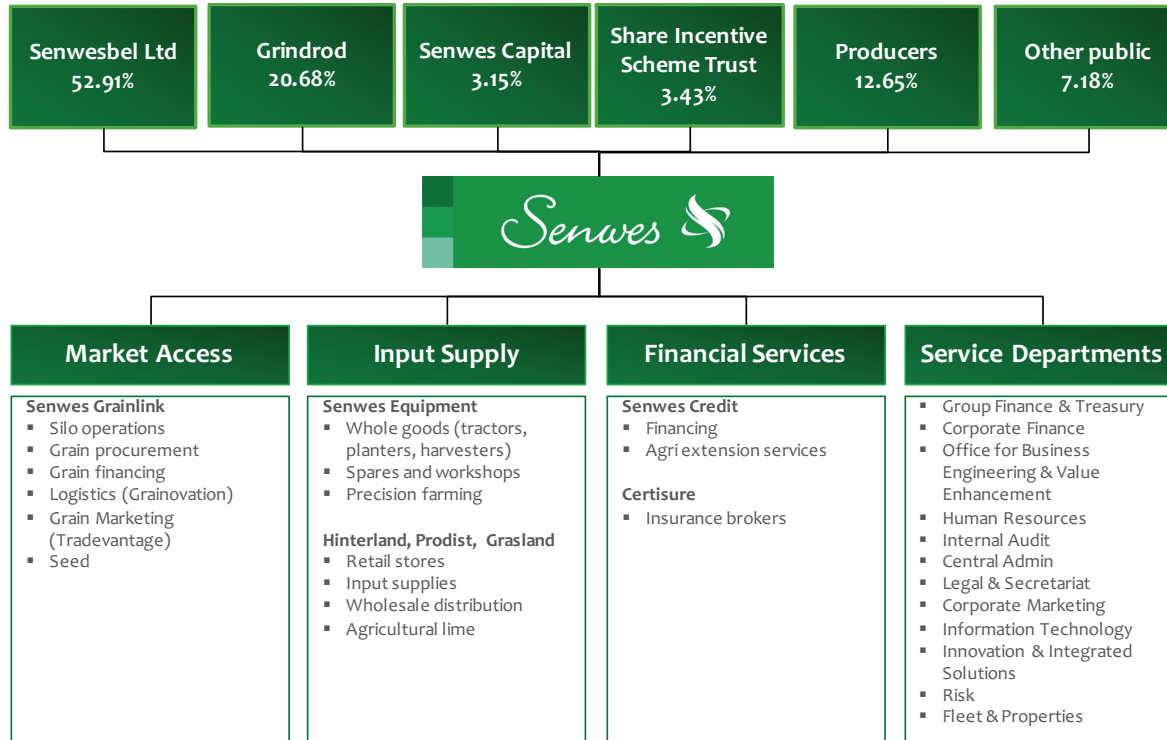 Senwesbel Ltd
52.91%
Grindrod
20.68%
Senwes Capital
3.15%
Share Incentive
Scheme Trust
3.43%
Producers
12.65%
Other public
7.18%
Senwes
Market Access
Senwes Grainlink
▪ Silo operations
▪ Grain procurement
▪ Grain financing
▪ Logistics (Grainovation)
▪ Grain Marketing
(Tradevantage)
▪ Seed
Input Supply
Senwes Equipment
▪ Whole goods (tractors,
planters, harvesters)
▪ Spares and workshops
▪ Precision farming
Hinterland, Prodist, Grasland
▪ Retail stores
▪ Input supplies
▪ Wholesale distribution
▪ Agricultural lime
Financial Services
Senwes Credit
▪ Financing
▪ Agri extension services
Certisure
▪ Insurance brokers
Service Departments
▪ Group Finance & Treasury
▪ Corporate Finance
▪ Office for Business
Engineering & Value
Enhancement
▪ Human Resources
▪ Internal Audit
▪ Central Admin
▪ Legal & Secretariat
▪ Corporate Marketing
▪ Information Technology
▪ Innovation & Integrated
Solutions
▪ Risk
▪ Fleet & Properties